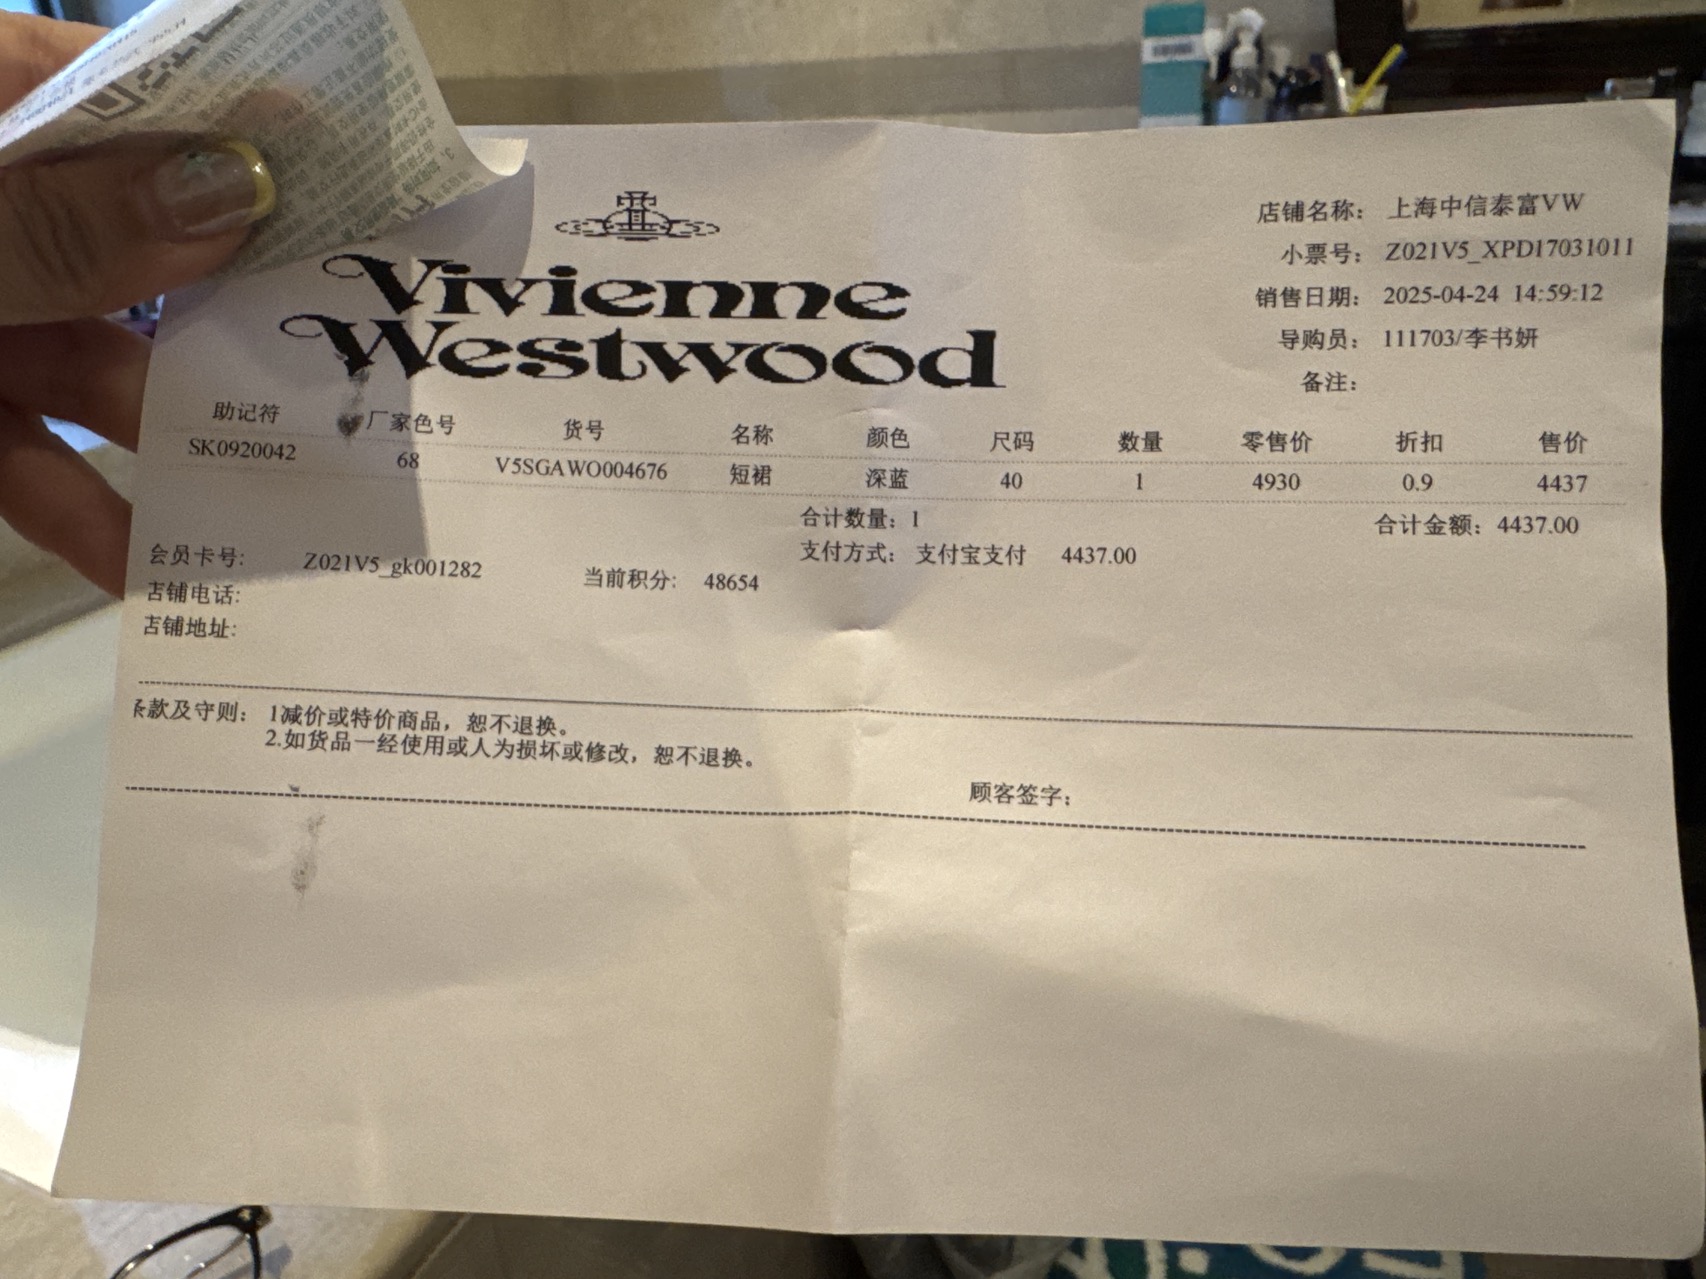 Vivienne
Westwood
店铺名称： 上海中信泰富VW
小票号： Z021V5_XPD17031011
销售日期： 2025-04-24 14:59:12
导购员： 111703/李书妍
备注：
助记符 厂家色号 货号 名称 颜色 尺码 数量 零售价 折扣 售价
SK0920042 68 V5SGAWO004676 短裙 深蓝 40 1 4930 0.9 4437
合计数量：1 合计金额：4437.00
支付方式： 支付宝支付 4437.00
会员卡号: Z021V5_gk001282 当前积分: 48654
店铺电话:
店铺地址:
条款及守则： 1减价或特价商品，恕不退换。
2.如货品一经使用或人为损坏或修改，恕不退换。
顾客签字；